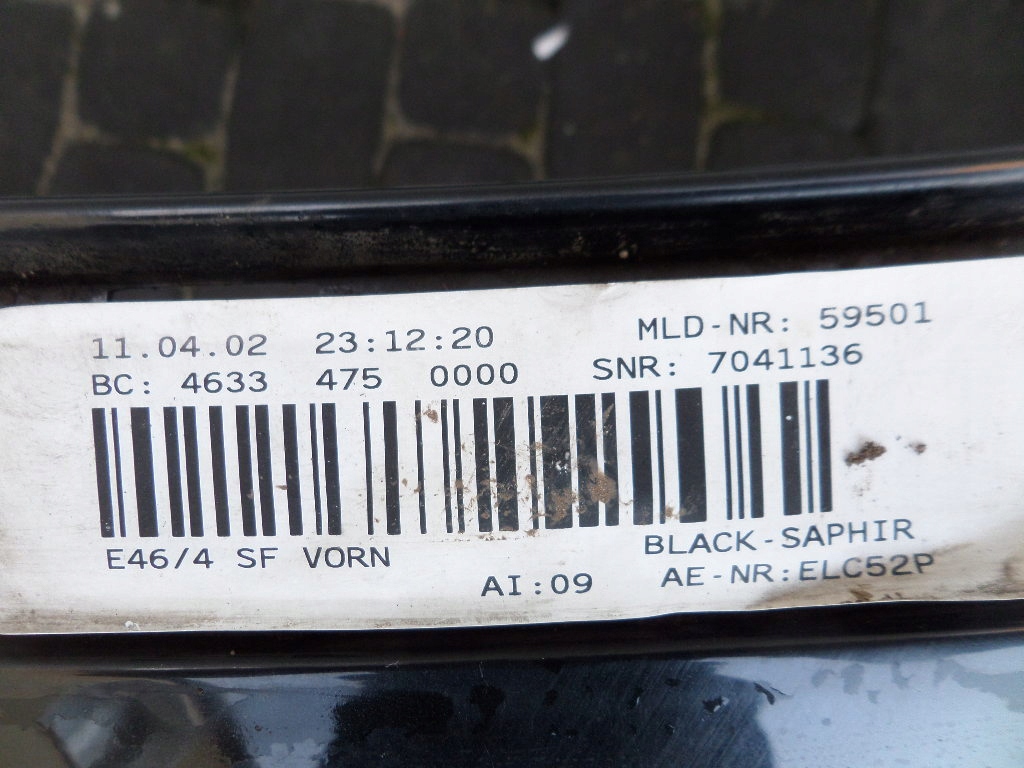 11.04.02 23:12:20 MLD-NR: 59501
BC: 4633 475 0000 SNR: 7041136
E46/4 SF VORN BLACK-SAPHIR
AI:09 AE-NR:ELC52P